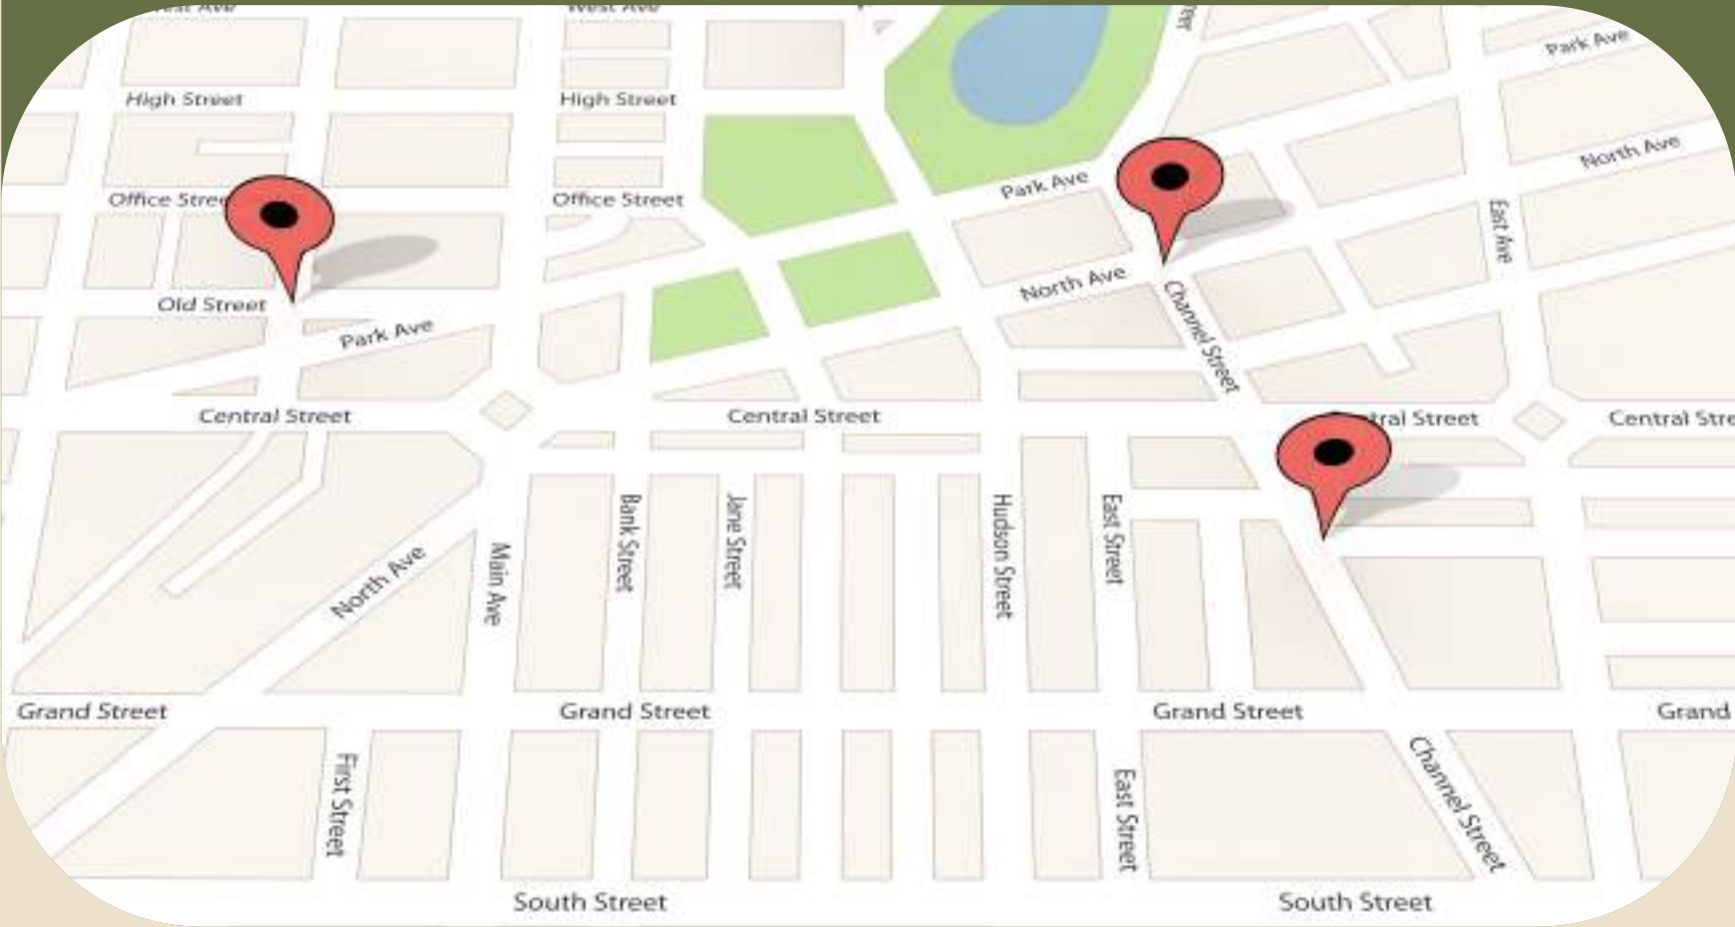 West Ave
High Street
High Street
Park Ave
North Ave
Park Ave
Office Stree
Office Street
East Ave
North Ave
Old Street
Park Ave
Channel Street
Central Street
Central Street
tral Street
Central Stre
Bank Street
Jane Street
Hudson Street
East Street
North Ave
Main Ave
Grand Street
Grand Street
Grand Street
Grand
First Street
East Street
Channel Street
South Street
South Street